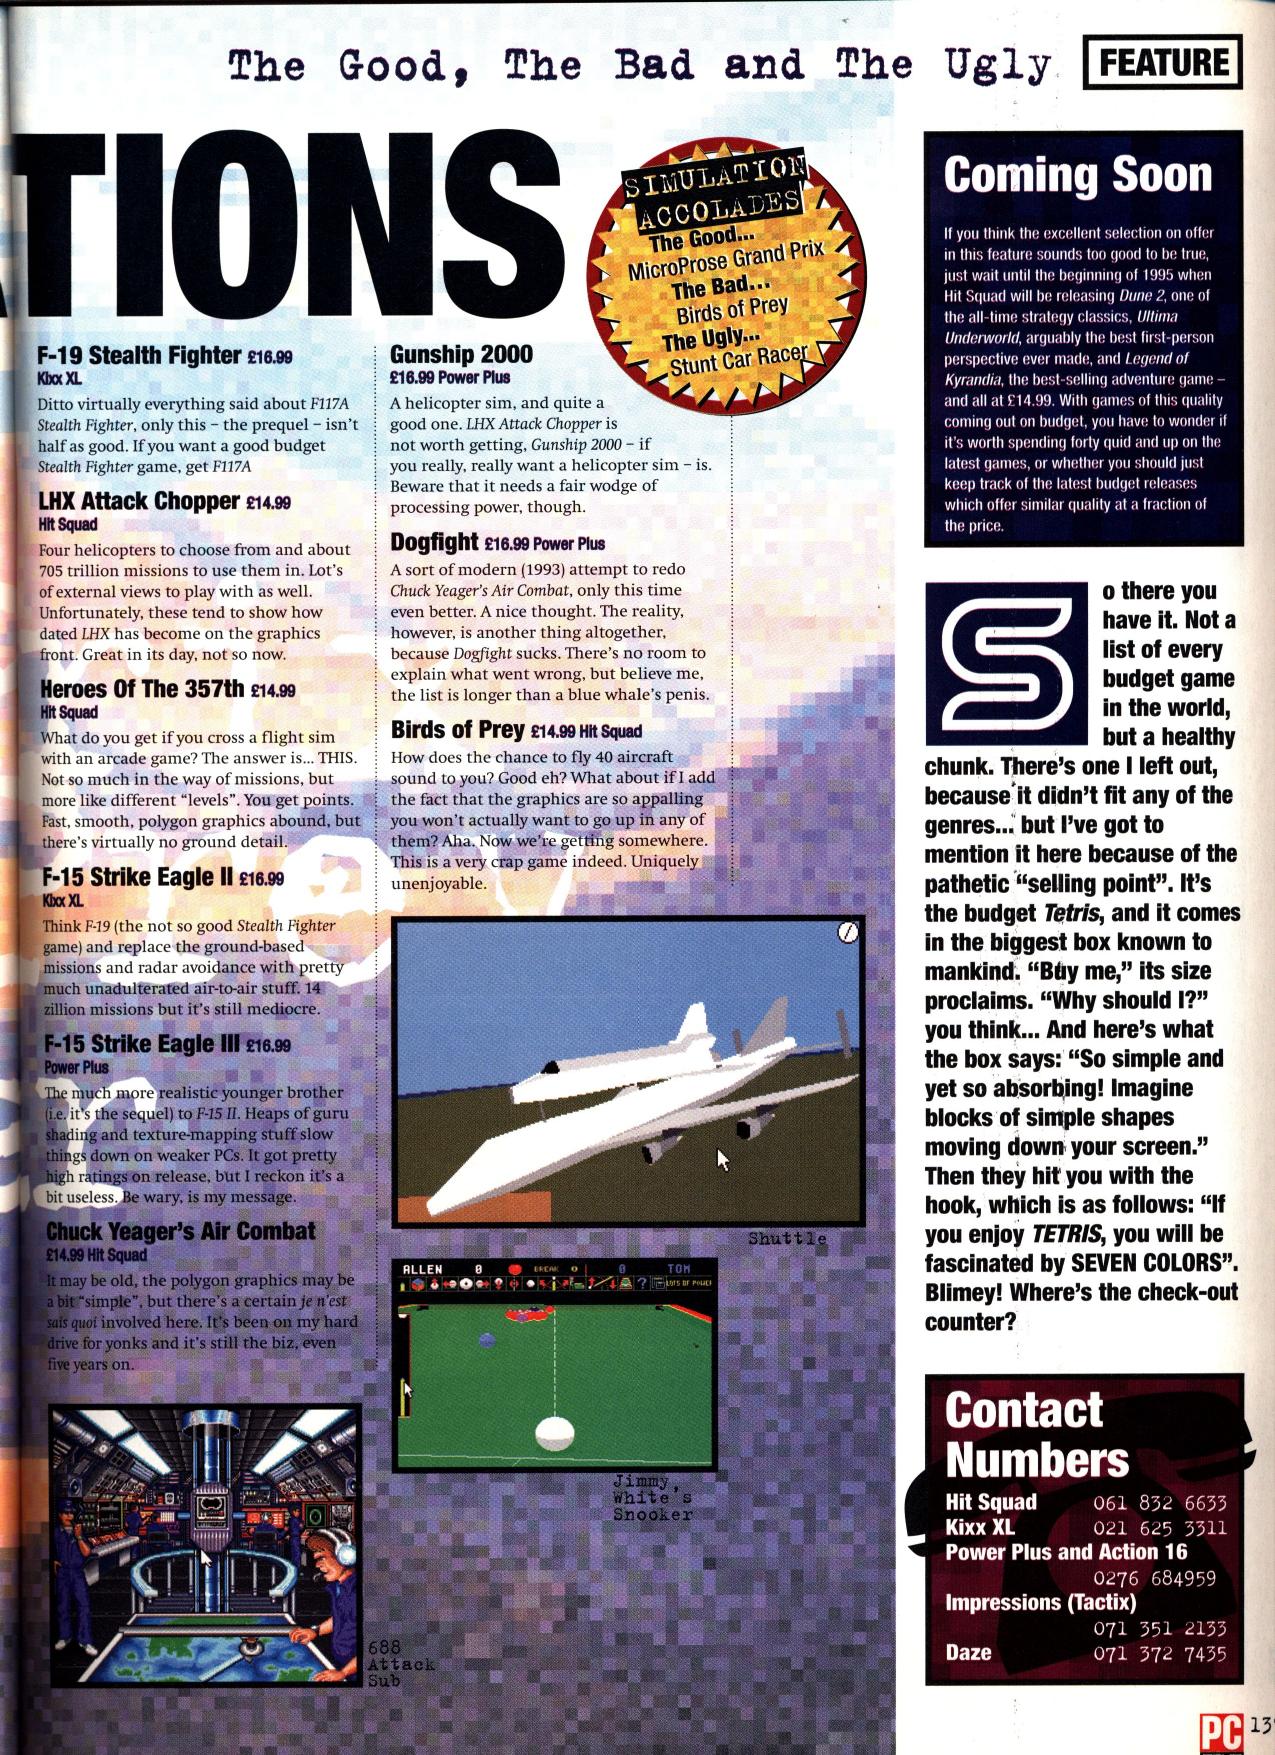 The Good, The Bad and The Ugly
FEATURE
TIONS
SIMULATION
ACCOLADES
The Good...
MicroProse Grand Prix
The Bad...
Birds of Prey
The Ugly...
Stunt Car Racer
F-19 Stealth Fighter £16.99
Kixx XL
Ditto virtually everything said about F117A
Stealth Fighter, only this – the prequel – isn't
half as good. If you want a good budget
Stealth Fighter game, get F117A
LHX Attack Chopper £14.99
Hit Squad
Four helicopters to choose from and about
705 trillion missions to use them in. Lot's
of external views to play with as well.
Unfortunately, these tend to show how
dated LHX has become on the graphics
front. Great in its day, not so now.
Heroes Of The 357th £14.99
Hit Squad
What do you get if you cross a flight sim
with an arcade game? The answer is... THIS.
Not so much in the way of missions, but
more like different "levels". You get points.
Fast, smooth, polygon graphics abound, but
there's virtually no ground detail.
F-15 Strike Eagle II £16.99
Kixx XL
Think F-19 (the not so good Stealth Fighter
game) and replace the ground-based
missions and radar avoidance with pretty
much unadulterated air-to-air stuff. 14
zillion missions but it's still mediocre.
F-15 Strike Eagle III £16.99
Power Plus
The much more realistic younger brother
(i.e. it's the sequel) to F-15 II. Heaps of guru
shading and texture-mapping stuff slow
things down on weaker PCs. It got pretty
high ratings on release, but I reckon it's a
bit useless. Be wary, is my message.
Chuck Yeager's Air Combat
£14.99 Hit Squad
It may be old, the polygon graphics may be
a bit "simple", but there's a certain je n'est
sais quoi involved here. It's been on my hard
drive for yonks and it's still the biz, even
five years on.
688
Attack
Sub
Gunship 2000
£16.99 Power Plus
A helicopter sim, and quite a
good one. LHX Attack Chopper is
not worth getting, Gunship 2000 – if
you really, really want a helicopter sim – is.
Beware that it needs a fair wodge of
processing power, though.
Dogfight £16.99 Power Plus
A sort of modern (1993) attempt to redo
Chuck Yeager's Air Combat, only this time
even better. A nice thought. The reality,
however, is another thing altogether,
because Dogfight sucks. There's no room to
explain what went wrong, but believe me,
the list is longer than a blue whale's penis.
Birds of Prey £14.99 Hit Squad
How does the chance to fly 40 aircraft
sound to you? Good eh? What about if I add
the fact that the graphics are so appalling
you won't actually want to go up in any of
them? Aha. Now we're getting somewhere.
This is a very crap game indeed. Uniquely
unenjoyable.
Shuttle
ALLEN 0 BREAK 0 0 TOM
LOTS OF POWER
Jimmy
White's
Snooker
Coming Soon
If you think the excellent selection on offer
in this feature sounds too good to be true,
just wait until the beginning of 1995 when
Hit Squad will be releasing Dune 2, one of
the all-time strategy classics, Ultima
Underworld, arguably the best first-person
perspective ever made, and Legend of
Kyrandia, the best-selling adventure game –
and all at £14.99. With games of this quality
coming out on budget, you have to wonder if
it's worth spending forty quid and up on the
latest games, or whether you should just
keep track of the latest budget releases
which offer similar quality at a fraction of
the price.
So there you
have it. Not a
list of every
budget game
in the world,
but a healthy
chunk. There's one I left out,
because it didn't fit any of the
genres... but I've got to
mention it here because of the
pathetic "selling point". It's
the budget Tetris, and it comes
in the biggest box known to
mankind. "Buy me," its size
proclaims. "Why should I?"
you think... And here's what
the box says: "So simple and
yet so absorbing! Imagine
blocks of simple shapes
moving down your screen."
Then they hit you with the
hook, which is as follows: "If
you enjoy TETRIS, you will be
fascinated by SEVEN COLORS".
Blimey! Where's the check-out
counter?
Contact
Numbers
Hit Squad 061 832 6633
Kixx XL 021 625 3311
Power Plus and Action 16
0276 684959
Impressions (Tactix)
071 351 2133
Daze 071 372 7435
PC